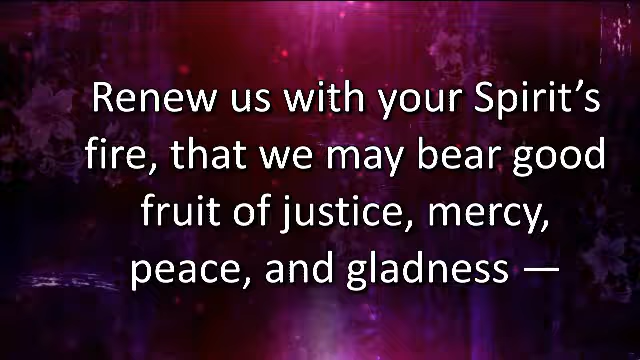 Renew us with your Spirit’s
fire, that we may bear good
fruit of justice, mercy,
peace, and gladness —